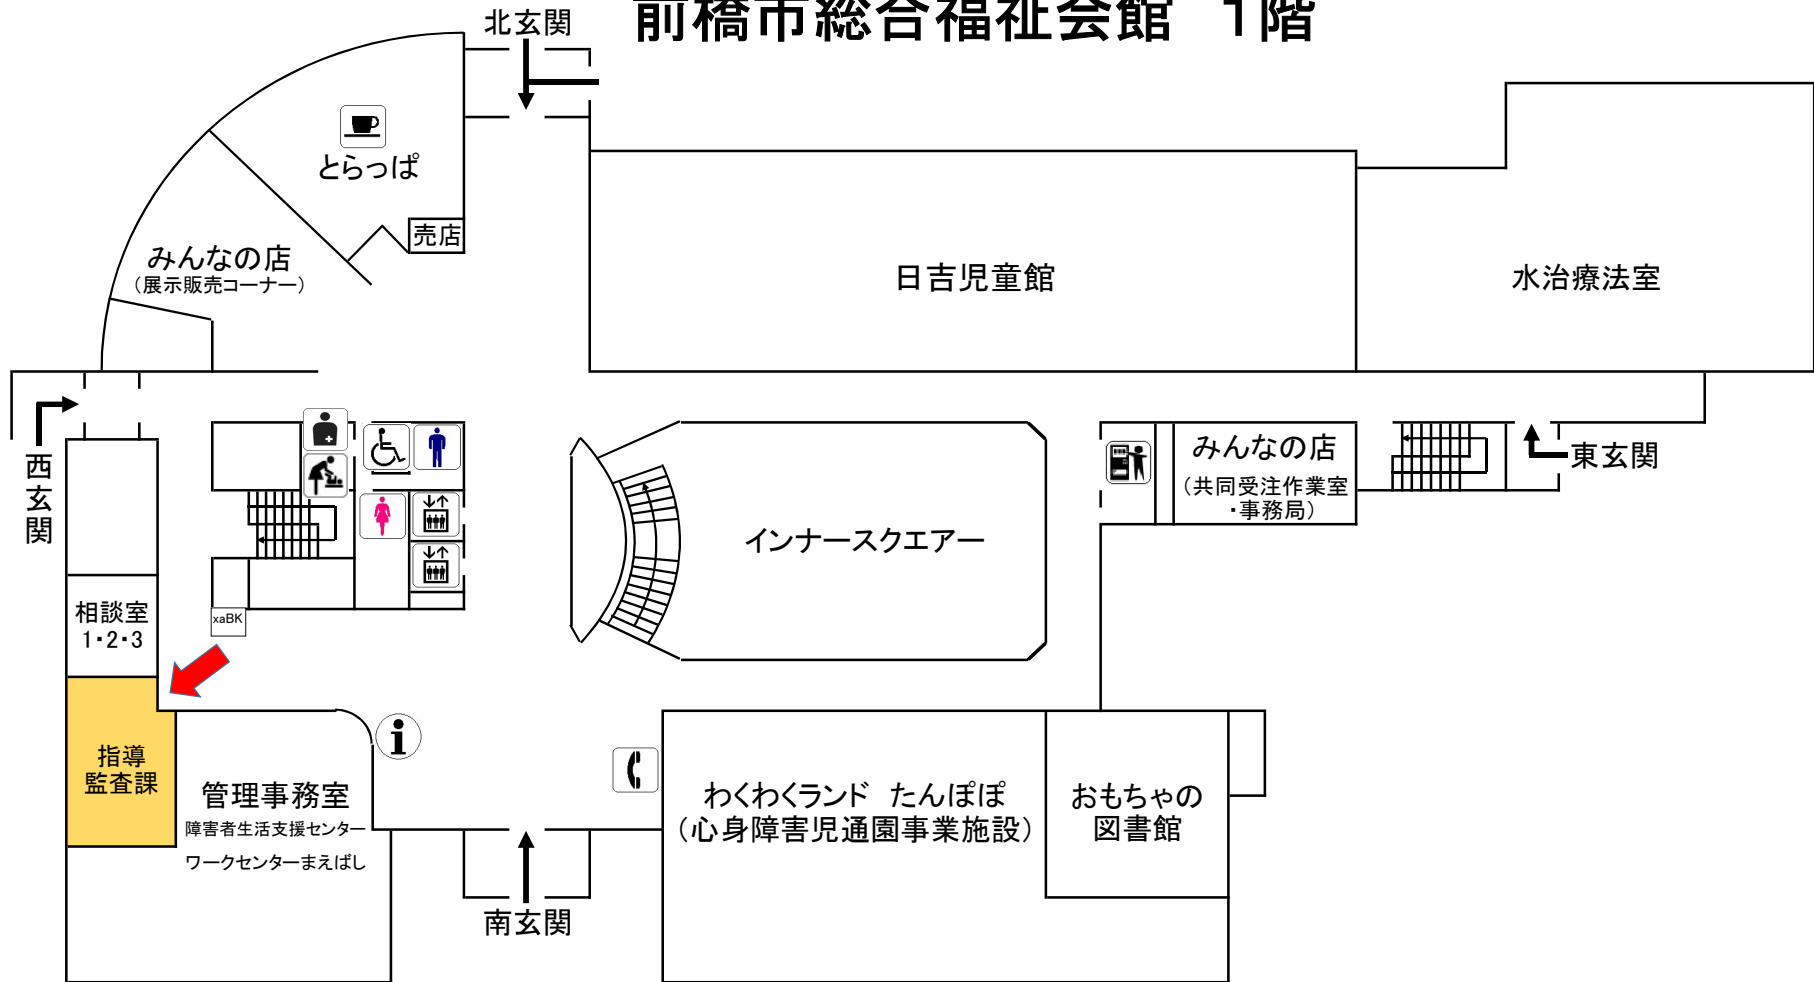 前橋市総合福祉会館　1階
北玄関
とらっぱ
売店
みんなの店
（展示販売コーナー）
日吉児童館
水治療法室
西玄関
みんなの店
（共同受注作業室
・事務局）
東玄関
インナースクエアー
相談室
1・2・3
xaBK
指導
監査課
管理事務室
障害者生活支援センター
ワークセンターまえばし
i
わくわくランド　たんぽぽ
（心身障害児通園事業施設）
おもちゃの
図書館
南玄関